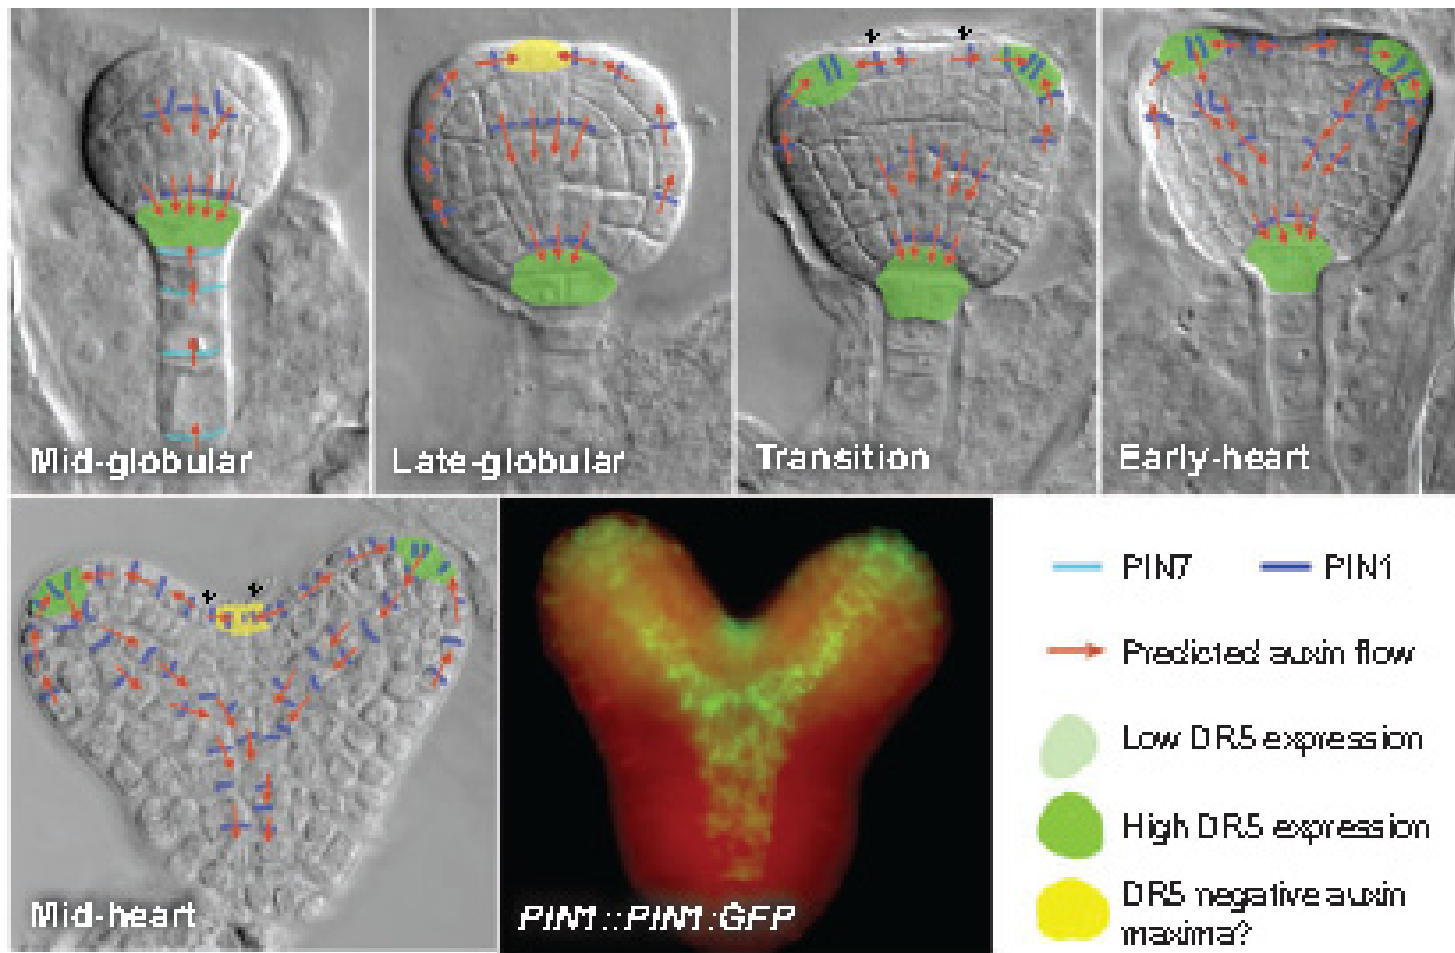 Mid-globular
Late-globular
Transition
Early-heart
Mid-heart
PIN1::PIN1:GFP
PIN7
PIN1
Predicted auxin flow
Low DR5 expression
High DR5 expression
DR5 negative auxin
maxima?